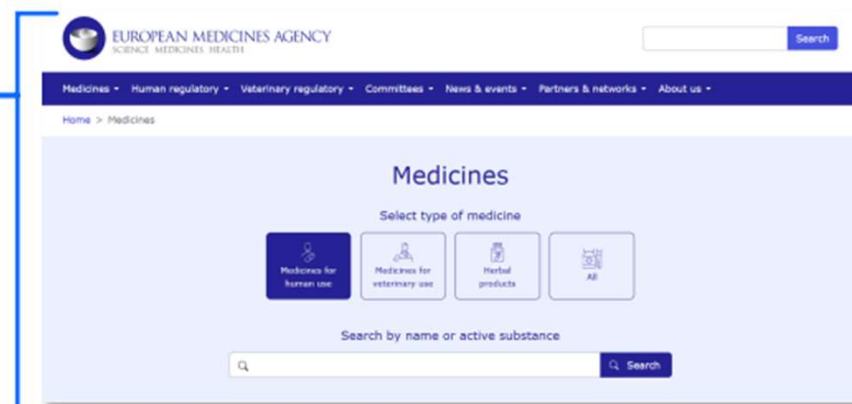 EUROPEAN MEDICINES AGENCY
SCIENCE MEDICINES HEALTH
Search
Medicines Human regulatory Veterinary regulatory Committees News & events Partners & networks About us
Home > Medicines
Medicines
Select type of medicine
Medicines for human use
Medicines for veterinary use
Herbal products
All
Search by name or active substance
Search